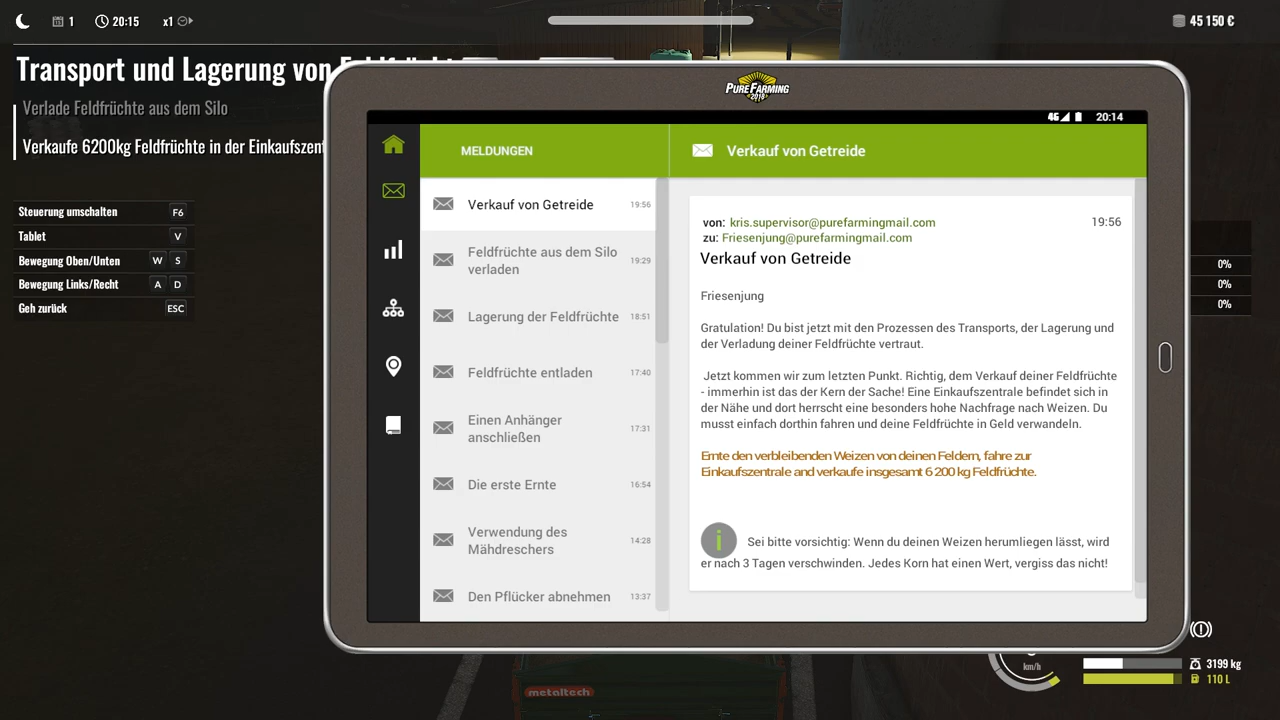 1
20:15
x1
45 150 €
Transport und Lagerung von
Verlade Feldfrüchte aus dem Silo
Verkaufe 6200kg Feldfrüchte in der Einkaufszent
Steuerung umschalten F6
Tablet V
Bewegung Oben/Unten W S
Bewegung Links/Recht A D
Geh zurück ESC
PURE FARMING
2018
4G
20:14
MELDUNGEN
Verkauf von Getreide 19:56
Feldfrüchte aus dem Silo
verladen 19:29
Lagerung der Feldfrüchte 18:51
Feldfrüchte entladen 17:40
Einen Anhänger
anschließen 17:31
Die erste Ernte 16:54
Verwendung des
Mähdreschers 14:28
Den Pflücker abnehmen 13:37
Verkauf von Getreide
von: kris.supervisor@purefarmingmail.com 19:56
zu: Friesenjung@purefarmingmail.com
Verkauf von Getreide
Friesenjung
Gratulation! Du bist jetzt mit den Prozessen des Transports, der Lagerung und
der Verladung deiner Feldfrüchte vertraut.
Jetzt kommen wir zum letzten Punkt. Richtig, dem Verkauf deiner Feldfrüchte
- immerhin ist das der Kern der Sache! Eine Einkaufszentrale befindet sich in
der Nähe und dort herrscht eine besonders hohe Nachfrage nach Weizen. Du
musst einfach dorthin fahren und deine Feldfrüchte in Geld verwandeln.
Ernte den verbleibenden Weizen von deinen Feldern, fahre zur
Einkaufszentrale and verkaufe insgesamt 6 200 kg Feldfrüchte.
i Sei bitte vorsichtig: Wenn du deinen Weizen herumliegen lässt, wird
er nach 3 Tagen verschwinden. Jedes Korn hat einen Wert, vergiss das nicht!
0%
0%
0%
km/h
3199 kg
110 L
metaltech